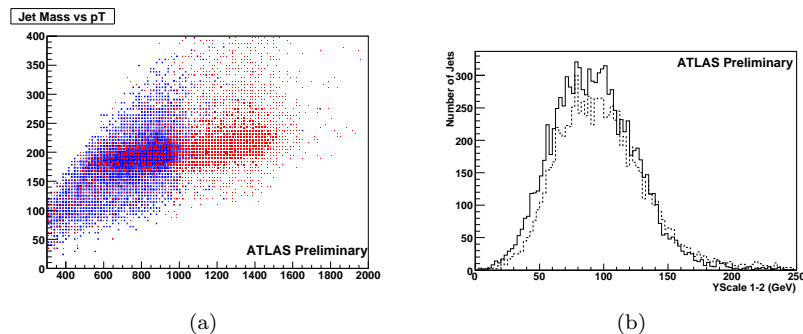 Jet Mass vs pT
400
350
300
250
200
150
100
50
0
400 600 800 1000 1200 1400 1600 1800 2000
ATLAS Preliminary
(a)
Number of Jets
300
250
200
150
100
50
0
0 50 100 150 200 250
YScale 1-2 (GeV)
ATLAS Preliminary
(b)